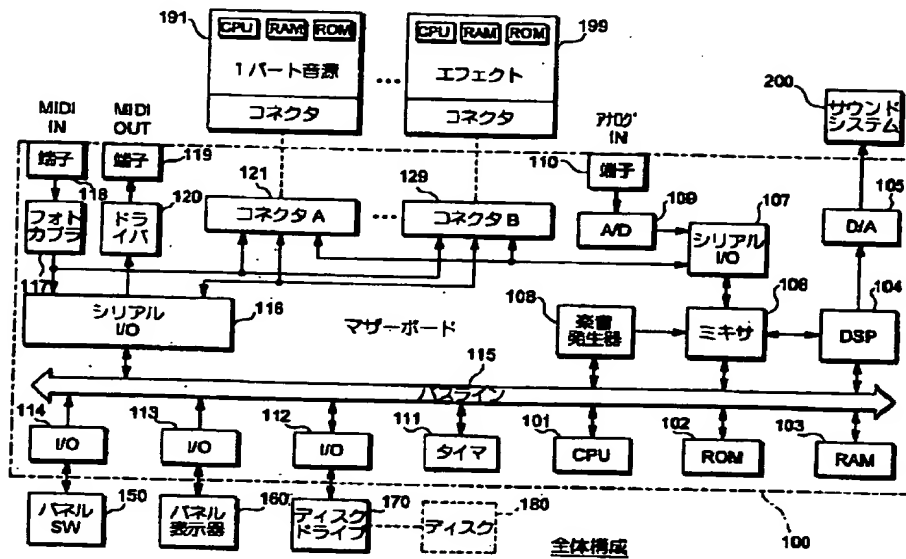 191
CPU RAM ROM
1パート音源
コネクタ
...
CPU RAM ROM
エフェクト
コネクタ
199
200
サウンド
システム
MIDI
IN
MIDI
OUT
アナログ
IN
端子
118
端子
119
110
端子
121
コネクタ A
...
129
コネクタ B
109
A/D
107
シリアル
I/O
105
D/A
フォト
カプラ
117
ドラ
イバ
120
シリアル
I/O
116
マザーボード
108
楽音
発生器
106
ミキサ
104
DSP
115
バスライン
114
I/O
113
I/O
112
I/O
111
タイマ
101
CPU
102
ROM
103
RAM
パネル
SW
150
パネル
表示器
160
ディスク
ドライブ
170
ディスク
180
100
全体構成